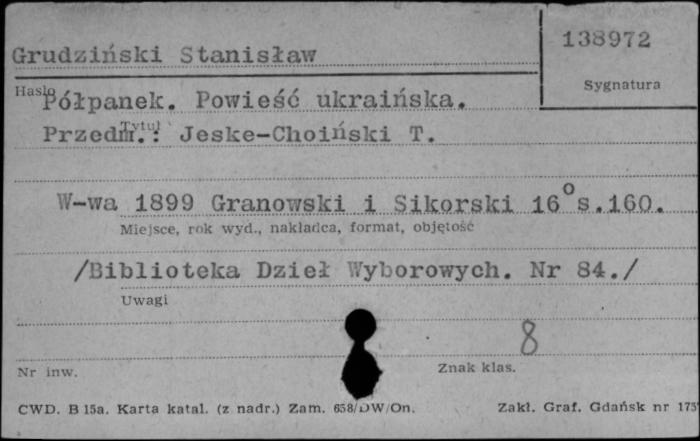 138972
Grudziński Stanisław
Sygnatura
Hasło
Półpanek. Powieść ukraińska.
Tytuł
Przedm.: Jeske-Choiński T.
W-wa 1899 Granowski i Sikorski 16° s.160.
Miejsce, rok wyd., nakładca, format, objętość
/Biblioteka Dzieł Wyborowych. Nr 84./
Uwagi
8
Nr inw.
Znak klas.
CWD. B 15a. Karta katal. (z nadr.) Zam. 658/DW/On.
Zakł. Graf. Gdańsk nr